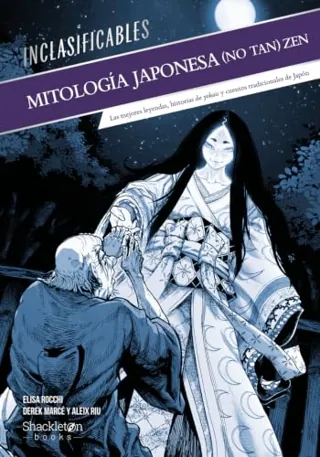 INCLASIFICABLES
MITOLOGÍA JAPONESA (NO TAN) ZEN
Las mejores leyendas, historias de yokais y cuentos tradicionales de Japón
ELISA ROCCHI
DEREK MARCÉ Y ALEIX RIU
Shackleton
books